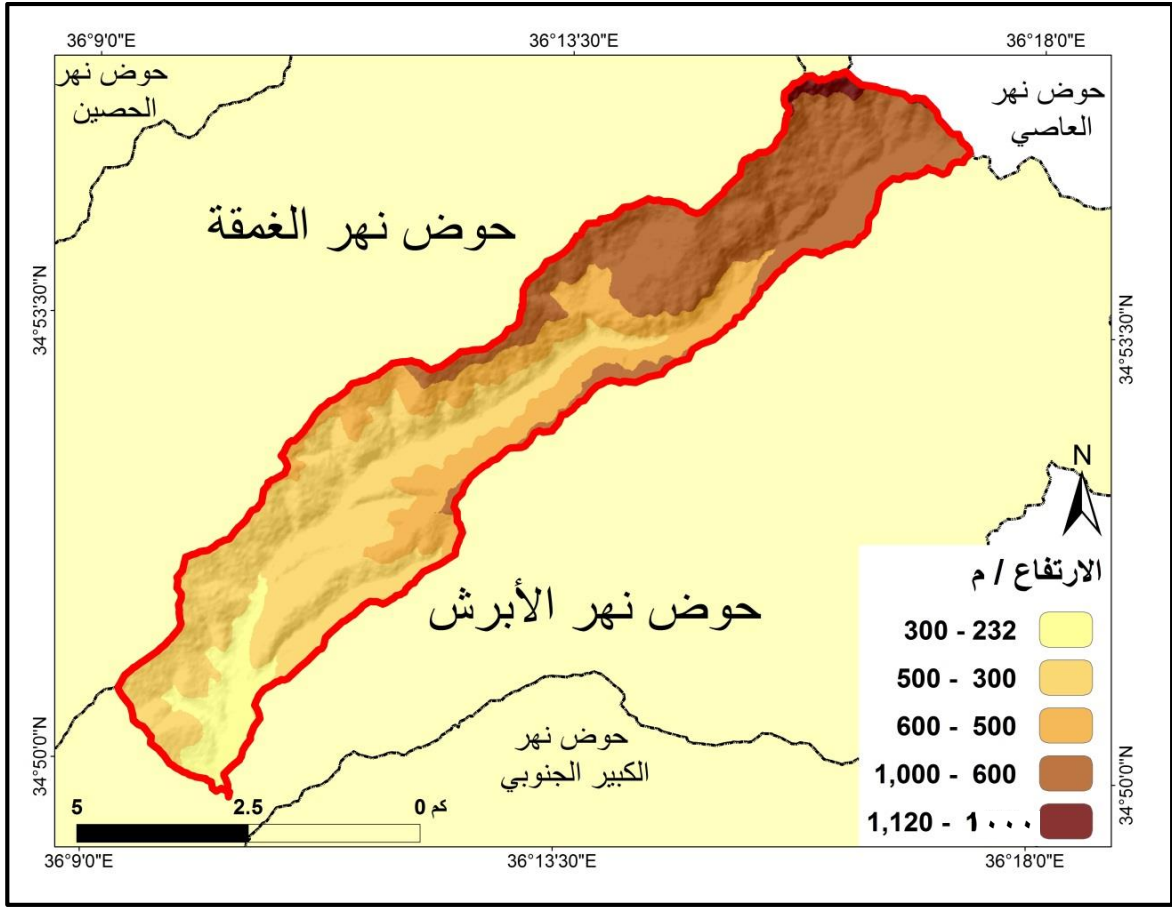 36°9'0"E
36°13'30"E
36°18'0"E
حوض نهر
الحصين
حوض نهر
العاصي
حوض نهر الغمقة
34°53'30"N
34°53'30"N
N
حوض نهر الأبرش
الارتفاع / م
300 - 232
500 - 300
600 - 500
1,000 - 600
1,120 - ١٠٠٠
حوض نهر
الكبير الجنوبي
34°50'0"N
34°50'0"N
5 2.5 0 كم
36°9'0"E
36°13'30"E
36°18'0"E